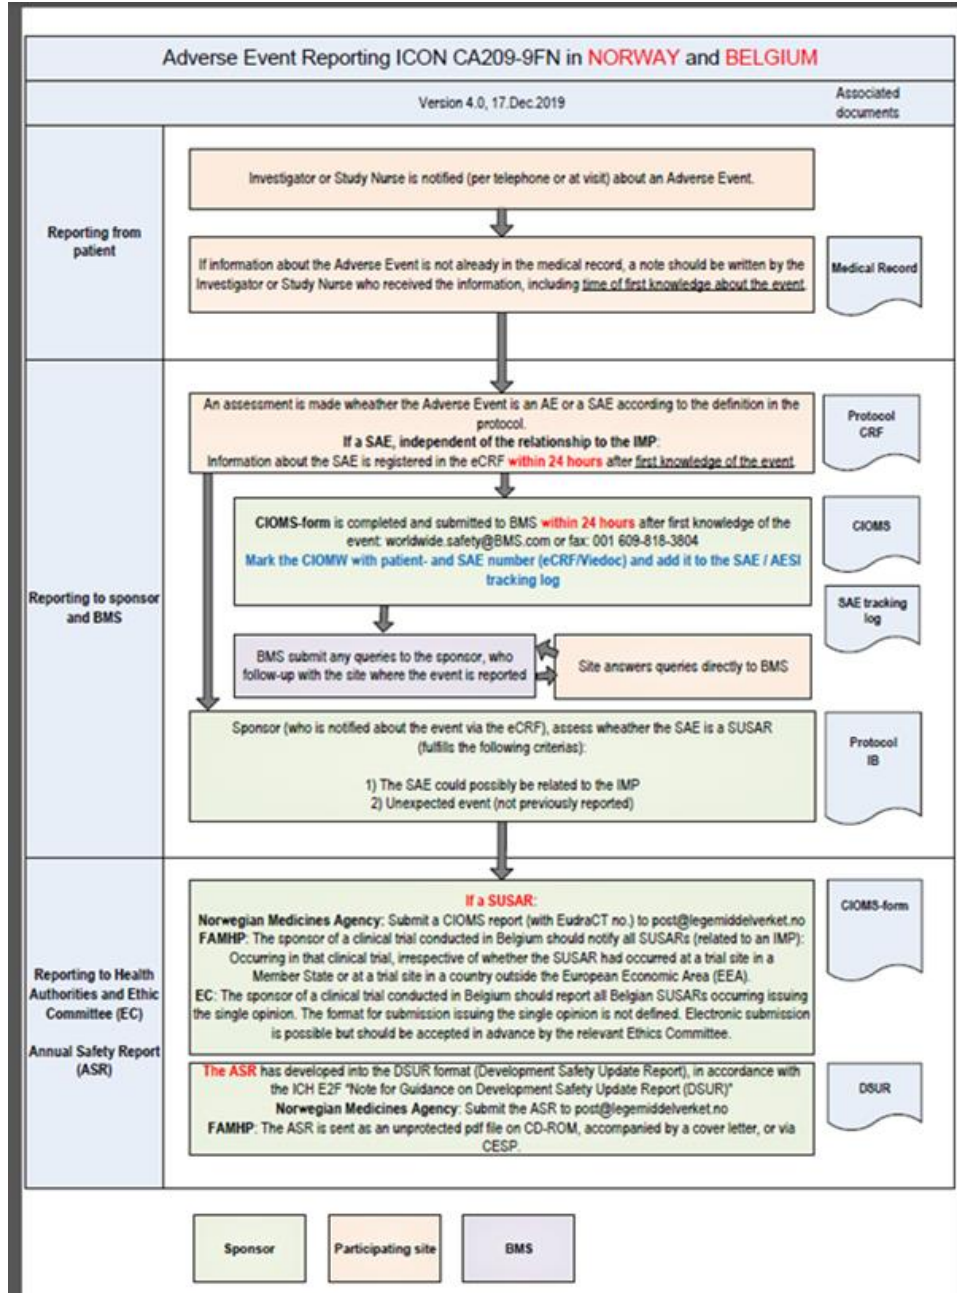 Adverse Event Reporting ICON CA209-9FN in NORWAY and BELGIUM
Version 4.0, 17.Dec.2019
Associated
documents
Reporting from
patient
Investigator or Study Nurse is notified (per telephone or at visit) about an Adverse Event.
If information about the Adverse Event is not already in the medical record, a note should be written by the
Investigator or Study Nurse who received the information, including time of first knowledge about the event.
Medical Record
Reporting to sponsor
and BMS
An assessment is made wheather the Adverse Event is an AE or a SAE according to the definition in the
protocol.
If a SAE, independent of the relationship to the IMP:
Information about the SAE is registered in the eCRF within 24 hours after first knowledge of the event.
Protocol
CRF
CIOMS-form is completed and submitted to BMS within 24 hours after first knowledge of the
event: worldwide.safety@BMS.com or fax: 001 609-818-3804
Mark the CIOMW with patient- and SAE number (eCRF/Viedoc) and add it to the SAE / AESI
tracking log
CIOMS
SAE tracking
log
BMS submit any queries to the sponsor, who
follow-up with the site where the event is reported
Site answers queries directly to BMS
Sponsor (who is notified about the event via the eCRF), assess wheather the SAE is a SUSAR
(fulfills the following criterias):
1) The SAE could possibly be related to the IMP
2) Unexpected event (not previously reported)
Protocol
IB
Reporting to Health
Authorities and Ethic
Committee (EC)
Annual Safety Report
(ASR)
If a SUSAR:
Norwegian Medicines Agency: Submit a CIOMS report (with EudraCT no.) to post@legemiddelverket.no
FAMHP: The sponsor of a clinical trial conducted in Belgium should notify all SUSARs (related to an IMP):
Occurring in that clinical trial, irrespective of whether the SUSAR had occurred at a trial site in a
Member State or at a trial site in a country outside the European Economic Area (EEA).
EC: The sponsor of a clinical trial conducted in Belgium should report all Belgian SUSARs occurring issuing
the single opinion. The format for submission issuing the single opinion is not defined. Electronic submission
is possible but should be accepted in advance by the relevant Ethics Committee.
CIOMS-form
The ASR has developed into the DSUR format (Development Safety Update Report), in accordance with
the ICH E2F "Note for Guidance on Development Safety Update Report (DSUR)"
Norwegian Medicines Agency: Submit the ASR to post@legemiddelverket.no
FAMHP: The ASR is sent as an unprotected pdf file on CD-ROM, accompanied by a cover letter, or via
CESP.
DSUR
Sponsor
Participating site
BMS